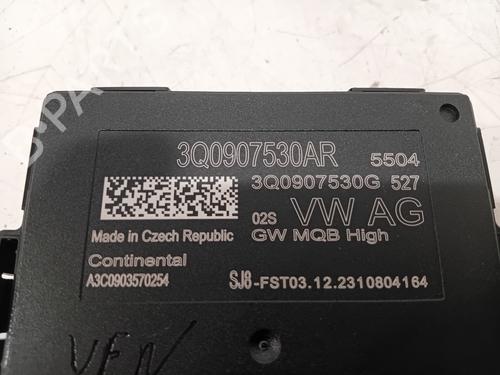 3Q0907530AR 5504
3Q0907530G 527
02S VW AG
Made in Czech Republic GW MQB High
Continental
A3C0903570254 SJ8-FST03.12.2310804164
VEN